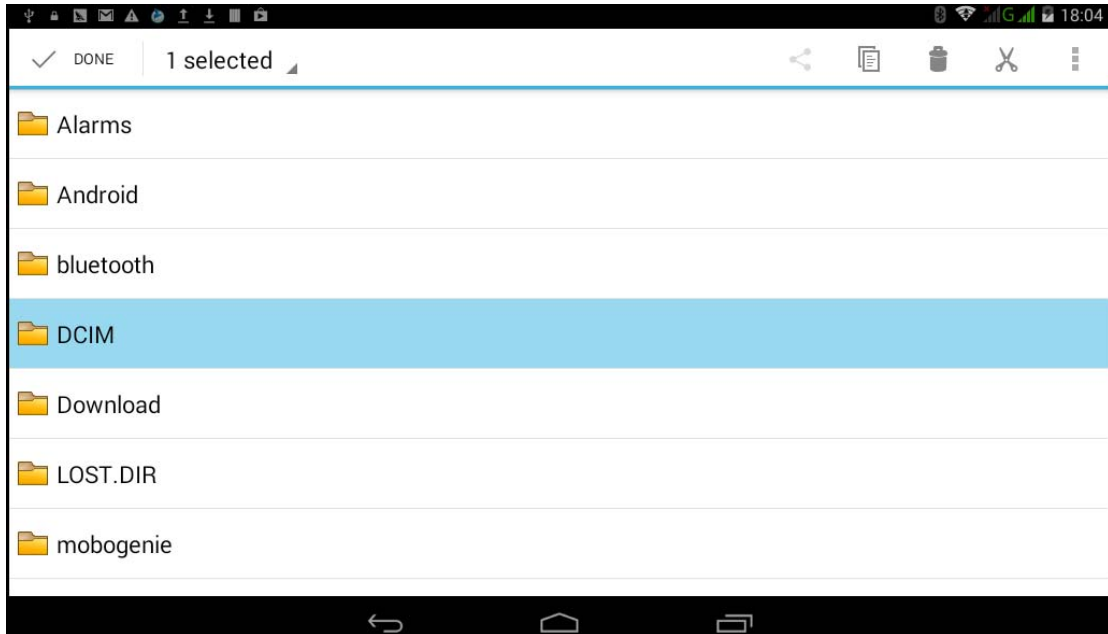 G 18:04
DONE 1 selected
Alarms
Android
bluetooth
DCIM
Download
LOST.DIR
mobogenie